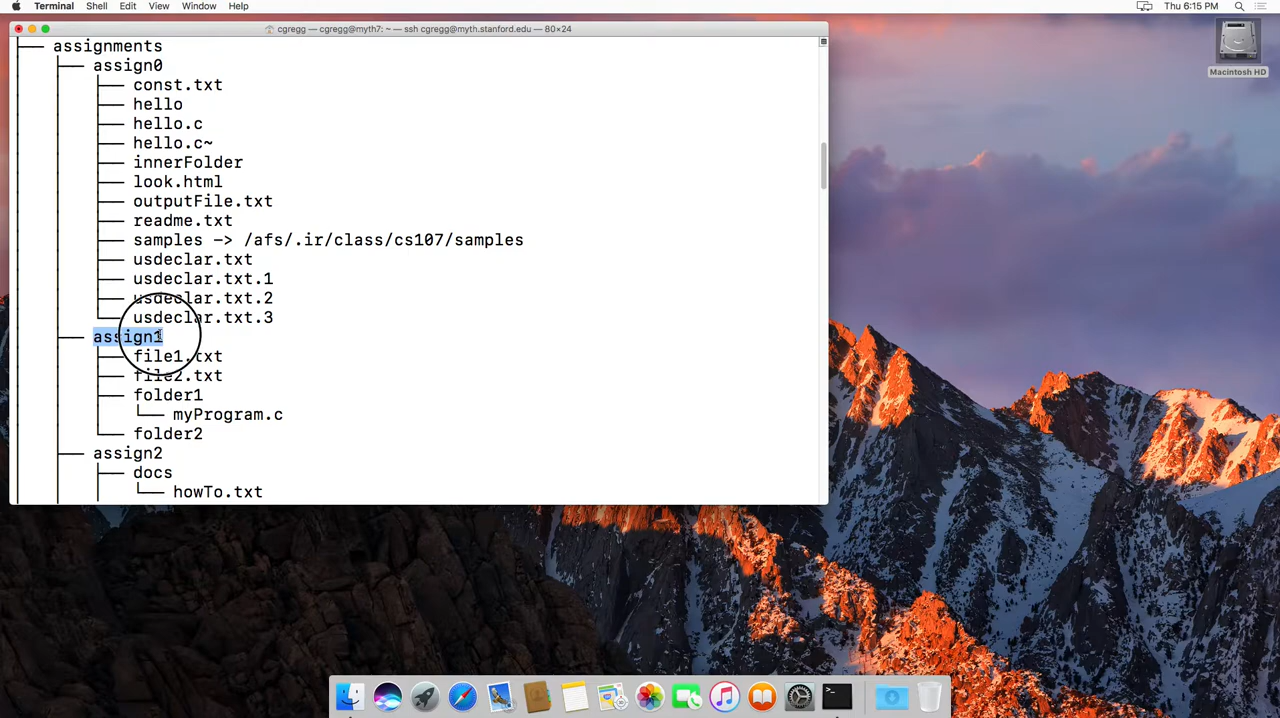 Terminal Shell Edit View Window Help Thu 6:15 PM
cgregg — cgregg@myth7: ~ — ssh cgregg@myth.stanford.edu — 80×24
Macintosh HD
├── assignments
│   ├── assign0
│   │   ├── const.txt
│   │   ├── hello
│   │   ├── hello.c
│   │   ├── hello.c~
│   │   ├── innerFolder
│   │   ├── look.html
│   │   ├── outputFile.txt
│   │   ├── readme.txt
│   │   ├── samples -> /afs/.ir/class/cs107/samples
│   │   ├── usdeclar.txt
│   │   ├── usdeclar.txt.1
│   │   ├── usdeclar.txt.2
│   │   └── usdeclar.txt.3
│   ├── assign1
│   │   ├── file1.txt
│   │   ├── file2.txt
│   │   ├── folder1
│   │   │   └── myProgram.c
│   │   └── folder2
│   ├── assign2
│   │   ├── docs
│   │   │   └── howTo.txt